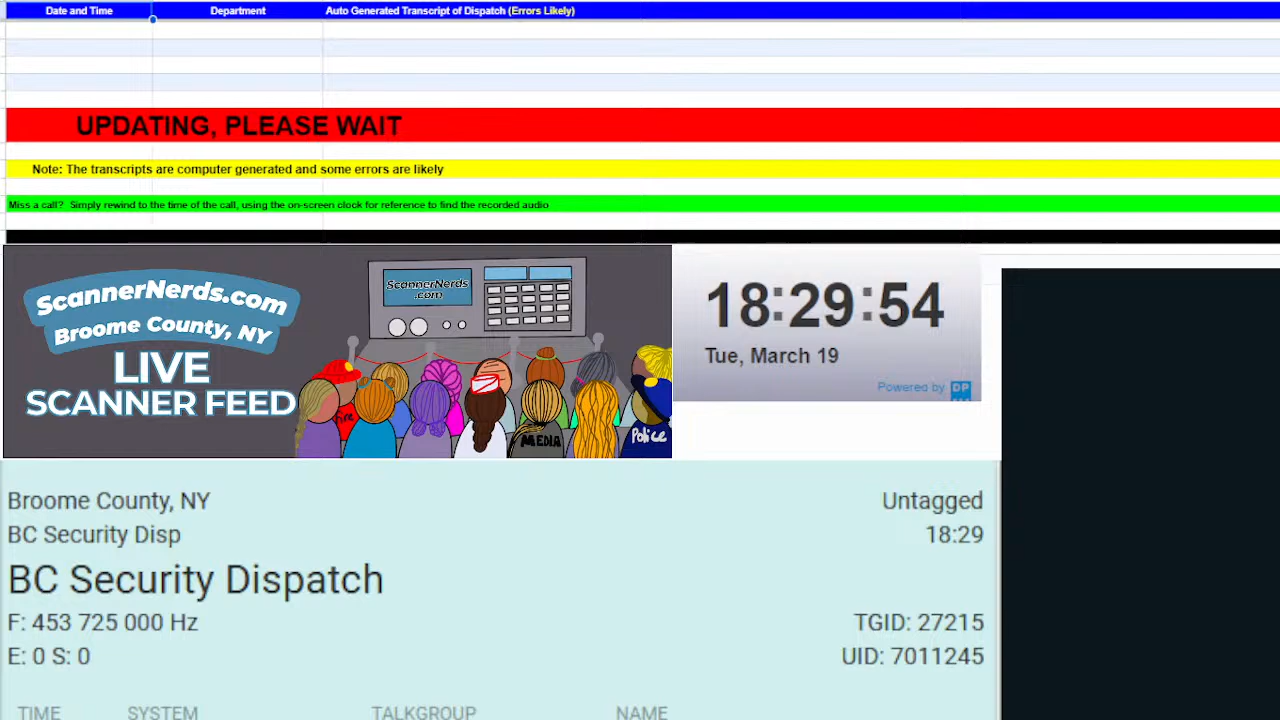 Date and Time Department Auto Generated Transcript of Dispatch (Errors Likely)
UPDATING, PLEASE WAIT
Note: The transcripts are computer generated and some errors are likely
Miss a call? Simply rewind to the time of the call, using the on-screen clock for reference to find the recorded audio
ScannerNerds.com
Broome County, NY
LIVE
SCANNER FEED
ScannerNerds
.com
Fire
MEDIA
Police
18:29:54
Tue, March 19
Powered by DP
Broome County, NY Untagged
BC Security Disp 18:29
BC Security Dispatch
F: 453 725 000 Hz TGID: 27215
E: 0 S: 0 UID: 7011245
TIME SYSTEM TALKGROUP NAME